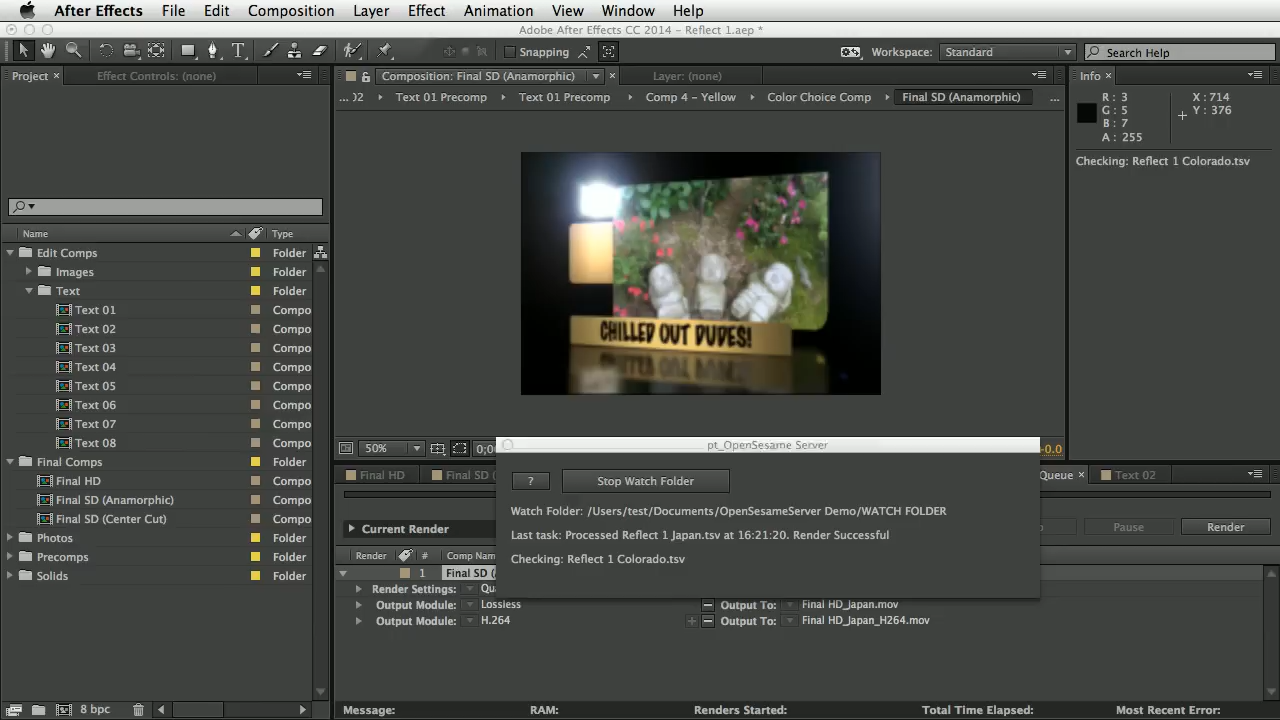 After Effects File Edit Composition Layer Effect Animation View Window Help
Adobe After Effects CC 2014 – Reflect 1.aep *
Snapping Workspace: Standard Search Help
Project × Effect Controls: (none)
Composition: Final SD (Anamorphic) × Layer: (none)
Info ×
... 02 Text 01 Precomp Text 01 Precomp Comp 4 – Yellow Color Choice Comp Final SD (Anamorphic) ...
R : 3 X : 714
G : 5 Y : 376
B : 7
A : 255
Checking: Reflect 1 Colorado.tsv
Name Type
Edit Comps Folder
Images Folder
Text Folder
Text 01 Compo
Text 02 Compo
Text 03 Compo
Text 04 Compo
Text 05 Compo
Text 06 Compo
Text 07 Compo
Text 08 Compo
Final Comps Folder
Final HD Compo
Final SD (Anamorphic) Compo
Final SD (Center Cut) Compo
Photos Folder
Precomps Folder
Solids Folder
8 bpc
CHILLED OUT DUDES!
50% 0;0 -0.0
pt_OpenSesame Server
? Stop Watch Folder
Watch Folder: /Users/test/Documents/OpenSesameServer Demo/WATCH FOLDER
Last task: Processed Reflect 1 Japan.tsv at 16:21:20. Render Successful
Checking: Reflect 1 Colorado.tsv
Final HD Final SD Queue × Text 02
Current Render Pause Render
Render # Comp Nam
1 Final SD (
Render Settings: Qu
Output Module: Lossless Output To: Final HD_Japan.mov
Output Module: H.264 Output To: Final HD_Japan_H264.mov
Message: RAM: Renders Started: Total Time Elapsed: Most Recent Error: